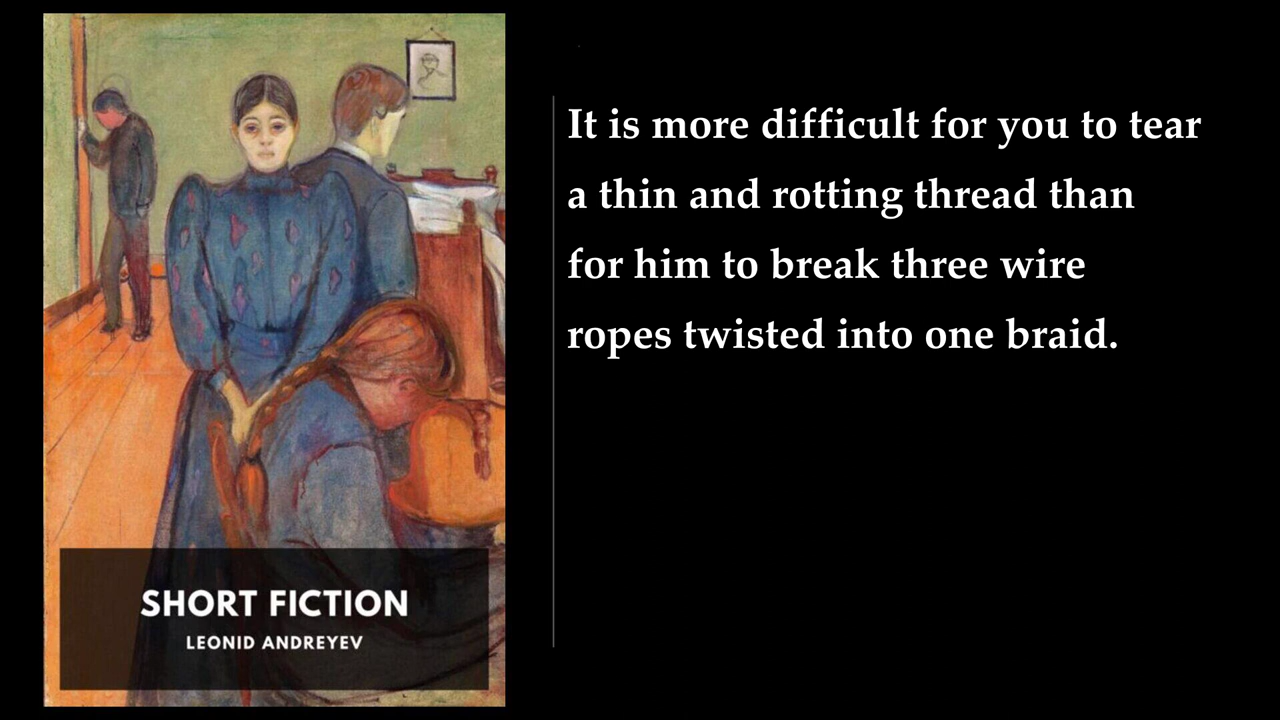 SHORT FICTION
LEONID ANDREYEV
It is more difficult for you to tear
a thin and rotting thread than
for him to break three wire
ropes twisted into one braid.